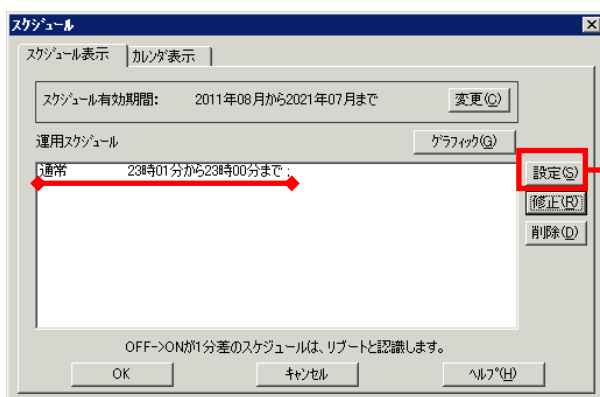 スケジュール
スケジュール表示 カレンダ表示
スケジュール有効期間: 2011年08月から2021年07月まで 変更(C)
運用スケジュール グラフィック(G)
通常 23時01分から23時00分まで;
設定(S)
修正(R)
削除(D)
OFF->ONが1分差のスケジュールは、リブートと認識します。
OK キャンセル ヘルプ(H)